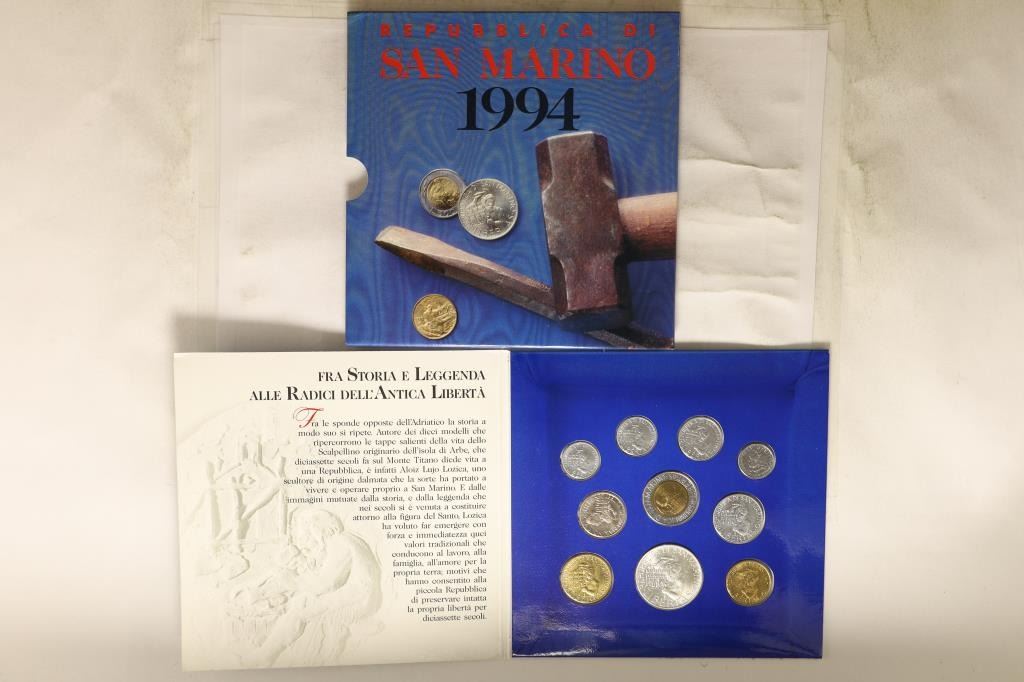 REPUBBLICA DI
SAN MARINO
1994
FRA STORIA E LEGGENDA
ALLE RADICI DELL'ANTICA LIBERTÀ
Fra le sponde opposte dell'Adriatico la storia a
modo suo si ripete. Autore dei dieci modelli che
ripercorrono le tappe salienti della vita dello
Scalpellino originario dell'isola di Arbe, che
diciassette secoli fa sul Monte Titano diede vita a
una Repubblica, è infatti Aloiz Lujo Lozica, uno
scultore di origine dalmata che la sorte ha portato a
vivere e operare proprio a San Marino. E dalle
immagini mutuate dalla storia, e dalla leggenda che
nei secoli si è venuta a costituire
attorno alla figura del Santo, Lozica
ha voluto far emergere con
forza e immediatezza quei
valori tradizionali che
conducono al lavoro, alla
famiglia, all'amore per la
propria terra; motivi che
hanno consentito alla
piccola Repubblica
di preservare intatta
la propria libertà per
diciassette secoli.